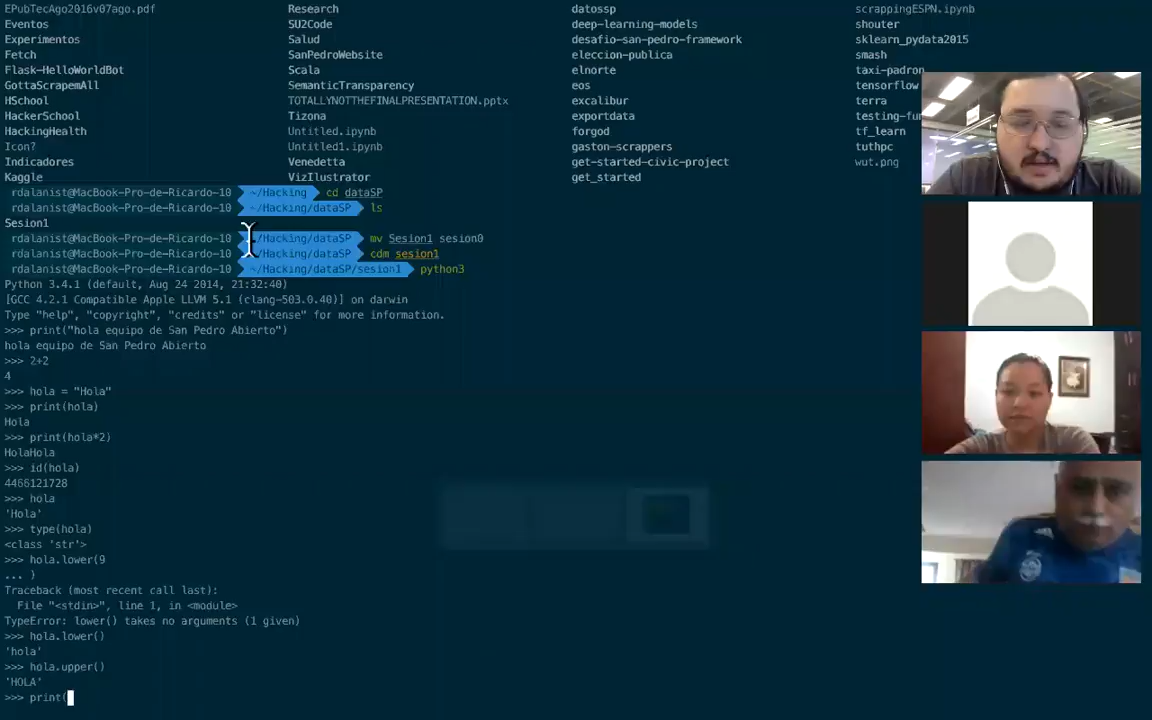 EPubTecAgo2016v07ago.pdf Research datossp scrappingESPN.ipynb
Eventos SU2Code deep-learning-models shouter
Experimentos Salud desafio-san-pedro-framework sklearn_pydata2015
Fetch SanPedroWebsite eleccion-publica smash
Flask-HelloWorldBot Scala elnorte taxi-padron
GottaScrapemAll SemanticTransparency eos tensorflow
HSchool TOTALLYNOTTHEFINALPRESENTATION.pptx excalibur terra
HackerSchool Tizona exportdata testing-fun
HackingHealth Untitled.ipynb forgod tf_learn
Icon? Untitled1.ipynb gaston-scrappers tuthpc
Indicadores Venedetta get-started-civic-project wut.png
Kaggle VizIlustrator get_started
rdalanist@MacBook-Pro-de-Ricardo-10 ~/Hacking cd dataSP
rdalanist@MacBook-Pro-de-Ricardo-10 ~/Hacking/dataSP ls
Sesion1
rdalanist@MacBook-Pro-de-Ricardo-10 ~/Hacking/dataSP mv Sesion1 sesion0
rdalanist@MacBook-Pro-de-Ricardo-10 ~/Hacking/dataSP cdm sesion1
rdalanist@MacBook-Pro-de-Ricardo-10 ~/Hacking/dataSP/sesion1 python3
Python 3.4.1 (default, Aug 24 2014, 21:32:40)
[GCC 4.2.1 Compatible Apple LLVM 5.1 (clang-503.0.40)] on darwin
Type "help", "copyright", "credits" or "license" for more information.
>>> print("hola equipo de San Pedro Abierto")
hola equipo de San Pedro Abierto
>>> 2+2
4
>>> hola = "Hola"
>>> print(hola)
Hola
>>> print(hola*2)
HolaHola
>>> id(hola)
4466121728
>>> hola
'Hola'
>>> type(hola)
<class 'str'>
>>> hola.lower(9
... )
Traceback (most recent call last):
File "<stdin>", line 1, in <module>
TypeError: lower() takes no arguments (1 given)
>>> hola.lower()
'hola'
>>> hola.upper()
'HOLA'
>>> print(